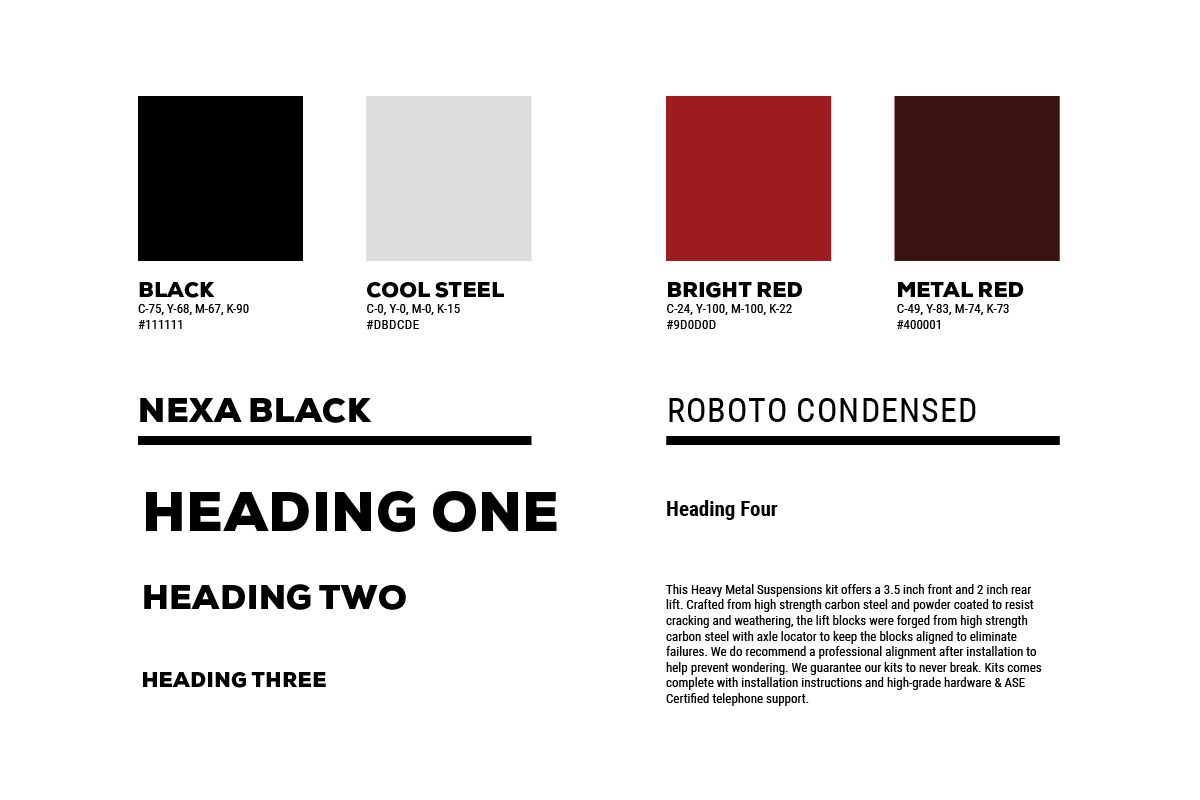 BLACK
C-75, Y-68, M-67, K-90
#111111
COOL STEEL
C-0, Y-0, M-0, K-15
#DBDCDE
BRIGHT RED
C-24, Y-100, M-100, K-22
#9D0D0D
METAL RED
C-49, Y-83, M-74, K-73
#400001
NEXA BLACK
HEADING ONE
HEADING TWO
HEADING THREE
ROBOTO CONDENSED
Heading Four
This Heavy Metal Suspensions kit offers a 3.5 inch front and 2 inch rear
lift. Crafted from high strength carbon steel and powder coated to resist
cracking and weathering, the lift blocks were forged from high strength
carbon steel with axle locator to keep the blocks aligned to eliminate
failures. We do recommend a professional alignment after installation to
help prevent wondering. We guarantee our kits to never break. Kits comes
complete with installation instructions and high-grade hardware & ASE
Certified telephone support.